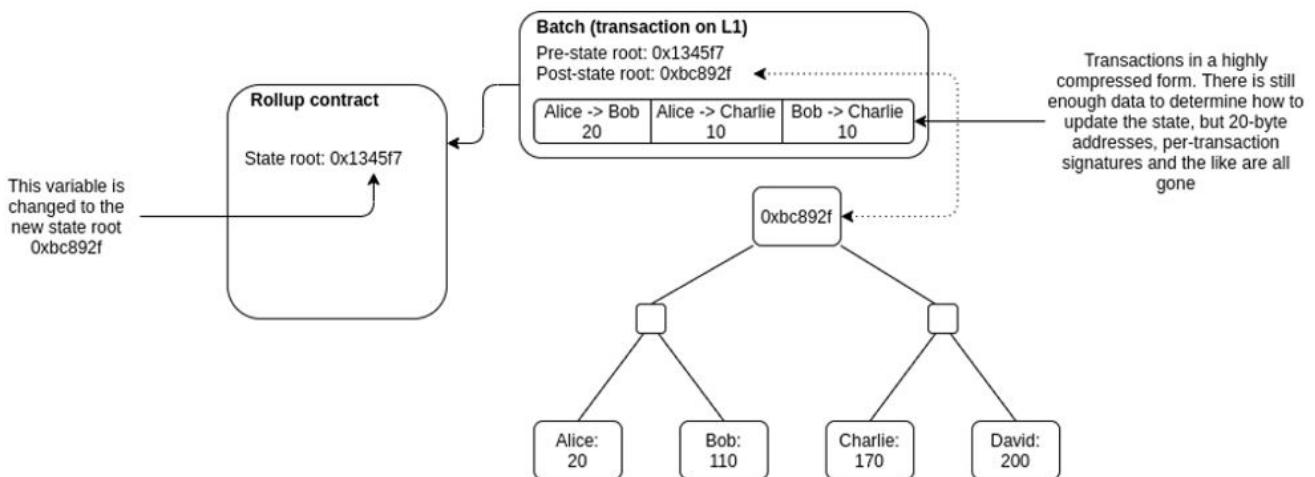 Batch (transaction on L1)
Pre-state root: 0x1345f7
Post-state root: 0xbc892f
Alice -> Bob
20
Alice -> Charlie
10
Bob -> Charlie
10
Transactions in a highly
compressed form. There is still
enough data to determine how to
update the state, but 20-byte
addresses, per-transaction
signatures and the like are all
gone
Rollup contract
State root: 0x1345f7
This variable is
changed to the
new state root
0xbc892f
0xbc892f
Alice:
20
Bob:
110
Charlie:
170
David:
200